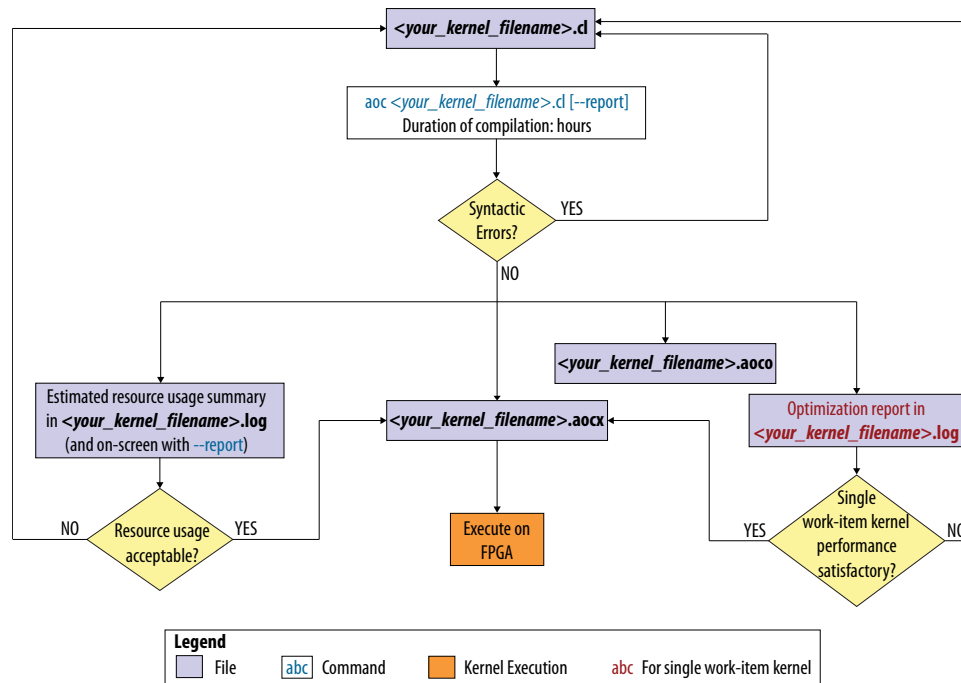 <your_kernel_filename>.cl
aoc <your_kernel_filename>.cl [--report]
Duration of compilation: hours
Syntactic
Errors?
YES
NO
<your_kernel_filename>.aoco
Estimated resource usage summary
in <your_kernel_filename>.log
(and on-screen with --report)
<your_kernel_filename>.aocx
Optimization report in
<your_kernel_filename>.log
NO
Resource usage
acceptable?
YES
Execute on
FPGA
YES
Single
work-item kernel
performance
satisfactory?
NO
Legend
abc
File
Command
Kernel Execution
abc
For single work-item kernel